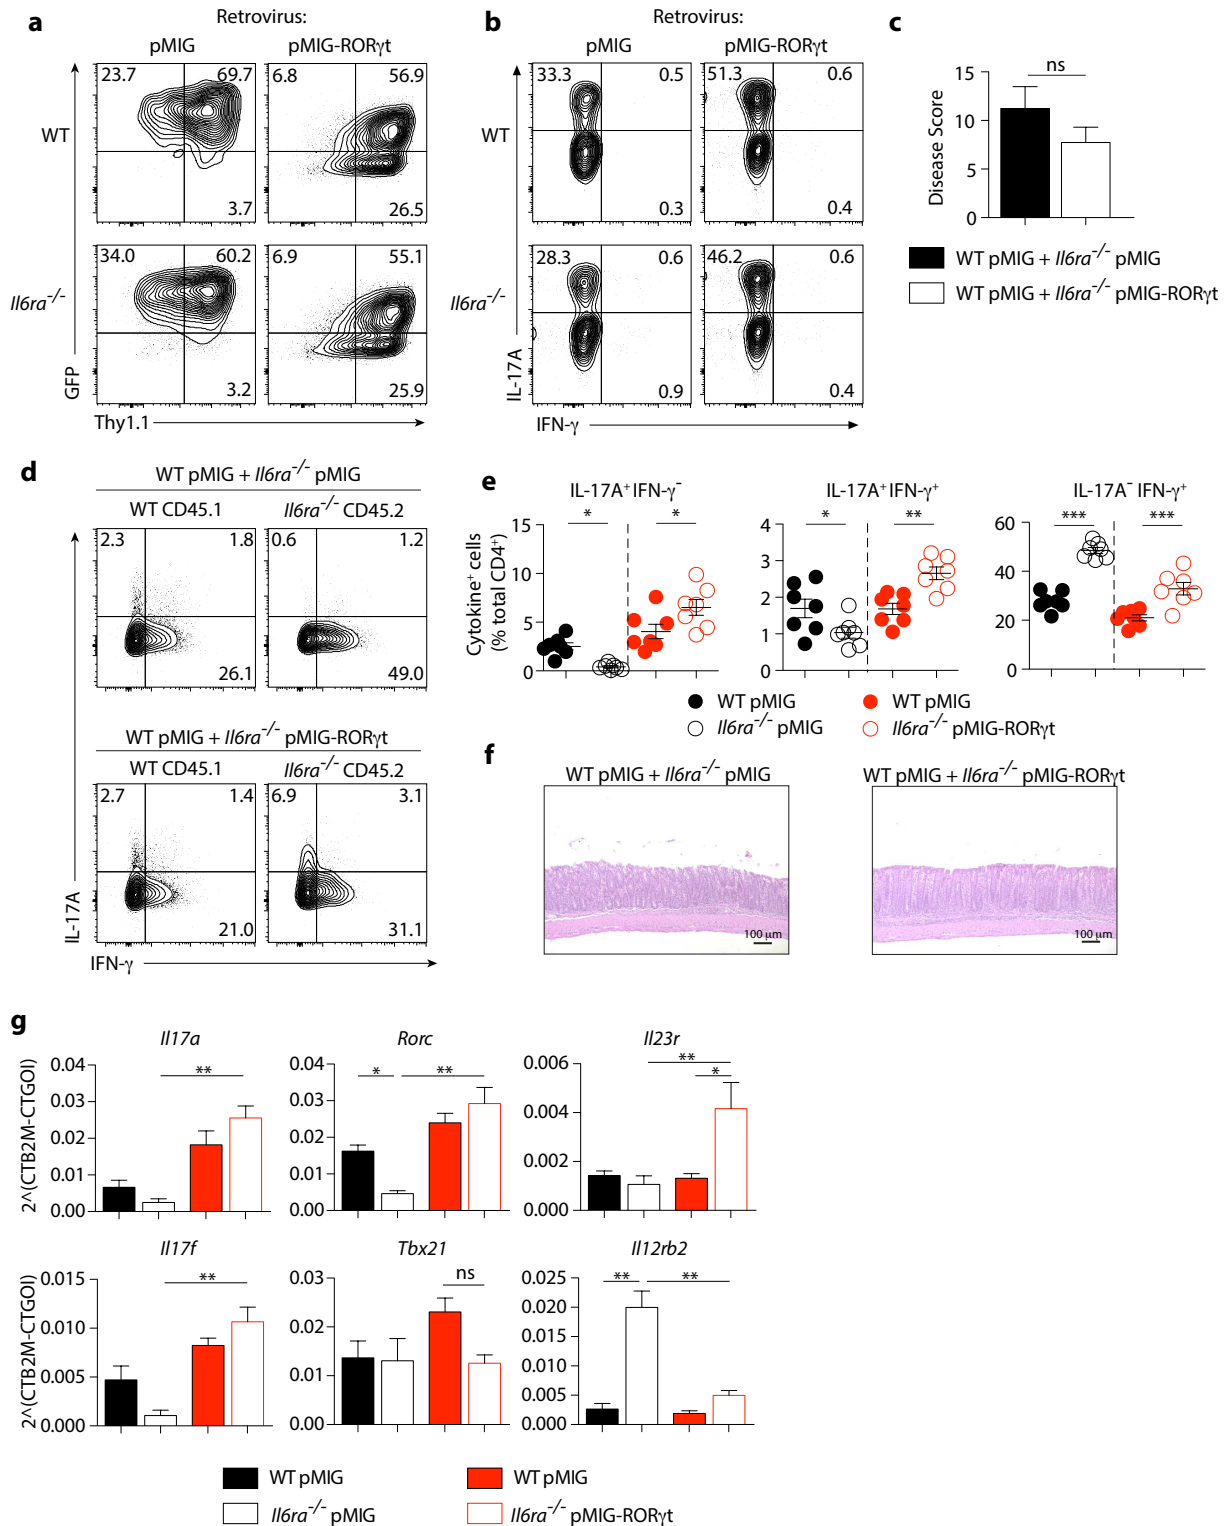 a
Retrovirus:
pMIG
pMIG-RORγt
23.7
69.7
6.8
56.9
WT
3.7
26.5
34.0
60.2
6.9
55.1
Il6ra-/-
3.2
25.9
GFP
Thy1.1
b
Retrovirus:
pMIG
pMIG-RORγt
33.3
0.5
51.3
0.6
WT
0.3
0.4
28.3
0.6
46.2
0.6
Il6ra-/-
0.9
0.4
IL-17A
IFN-γ
c
ns
15
10
5
0
Disease Score
WT pMIG + Il6ra-/- pMIG
WT pMIG + Il6ra-/- pMIG-RORγt
d
WT pMIG + Il6ra-/- pMIG
WT CD45.1
Il6ra-/- CD45.2
2.3
1.8
0.6
1.2
26.1
49.0
WT pMIG + Il6ra-/- pMIG-RORγt
WT CD45.1
Il6ra-/- CD45.2
2.7
1.4
6.9
3.1
21.0
31.1
IL-17A
IFN-γ
e
IL-17A+IFN-γ-
IL-17A+IFN-γ+
IL-17A- IFN-γ+
Cytokine+ cells
(% total CD4+)
15
10
5
0
*
*
4
3
2
1
0
*
**
60
40
20
0
***
***
WT pMIG
WT pMIG
Il6ra-/- pMIG
Il6ra-/- pMIG-RORγt
f
WT pMIG + Il6ra-/- pMIG
WT pMIG + Il6ra-/- pMIG-RORγt
100 μm
100 μm
g
Il17a
Rorc
Il23r
2^(CTB2M-CTGOI)
0.04
0.03
0.02
0.01
0.00
**
0.04
0.03
0.02
0.01
0.00
*
**
0.006
0.004
0.002
0.000
**
*
Il17f
Tbx21
Il12rb2
2^(CTB2M-CTGOI)
0.015
0.010
0.005
0.000
**
0.03
0.02
0.01
0.00
ns
0.025
0.020
0.015
0.010
0.005
0.000
**
**
WT pMIG
WT pMIG
Il6ra-/- pMIG
Il6ra-/- pMIG-RORγt